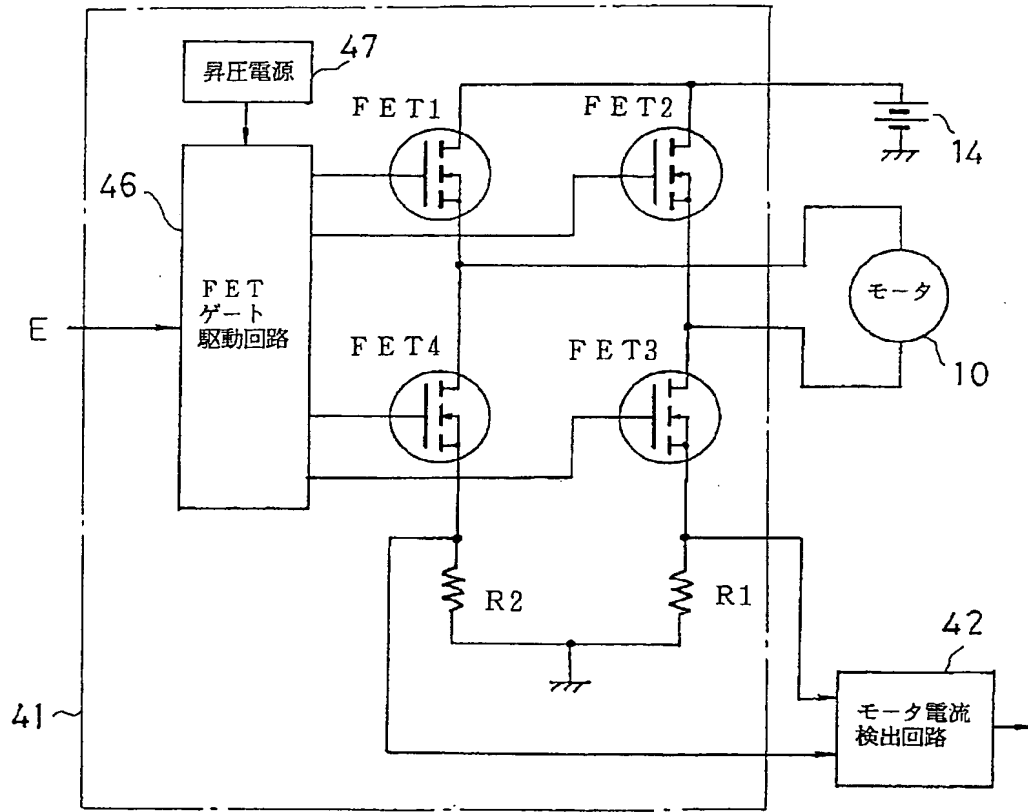 47
昇圧電源
FET1
FET2
14
46
FET
ゲート
駆動回路
E
モータ
10
FET4
FET3
R2
R1
42
41
モータ電流
検出回路